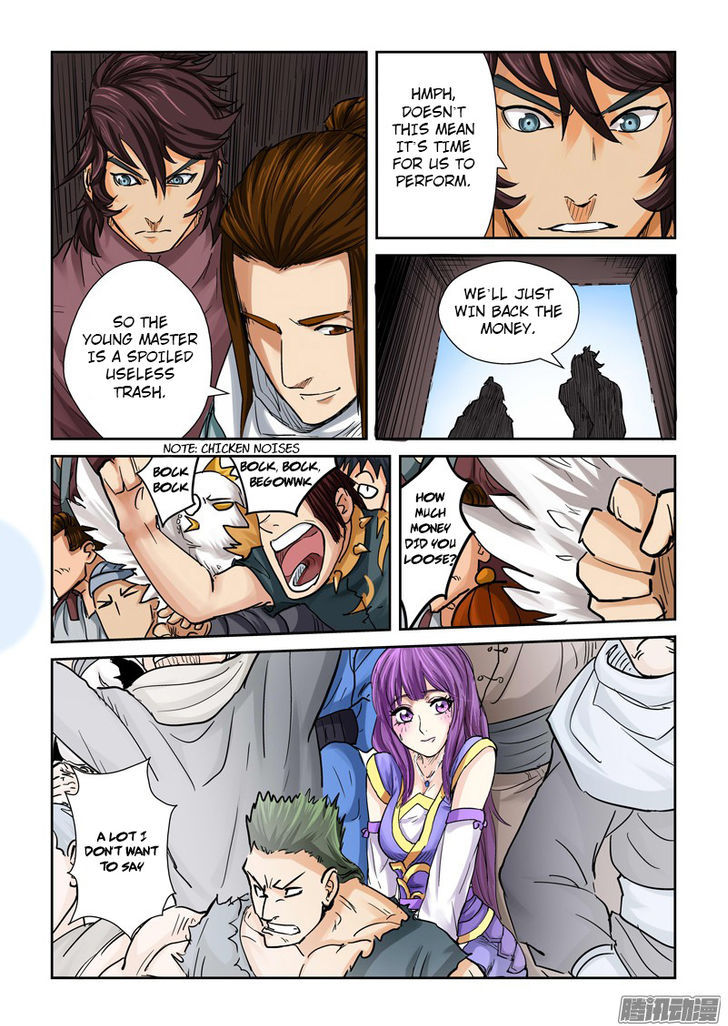 SO THE
YOUNG MASTER
IS A SPOILED
USELESS
TRASH.
HMPH,
DOESN'T
THIS MEAN
IT'S TIME
FOR US TO
PERFORM.
WE'LL JUST
WIN BACK THE
MONEY.
NOTE: CHICKEN NOISES
BOCK
BOCK
BOCK, BOCK,
BEGOWWK
HOW
MUCH
MONEY
DID YOU
LOOSE?
A LOT I
DON'T WANT
TO SAY
腾讯动漫